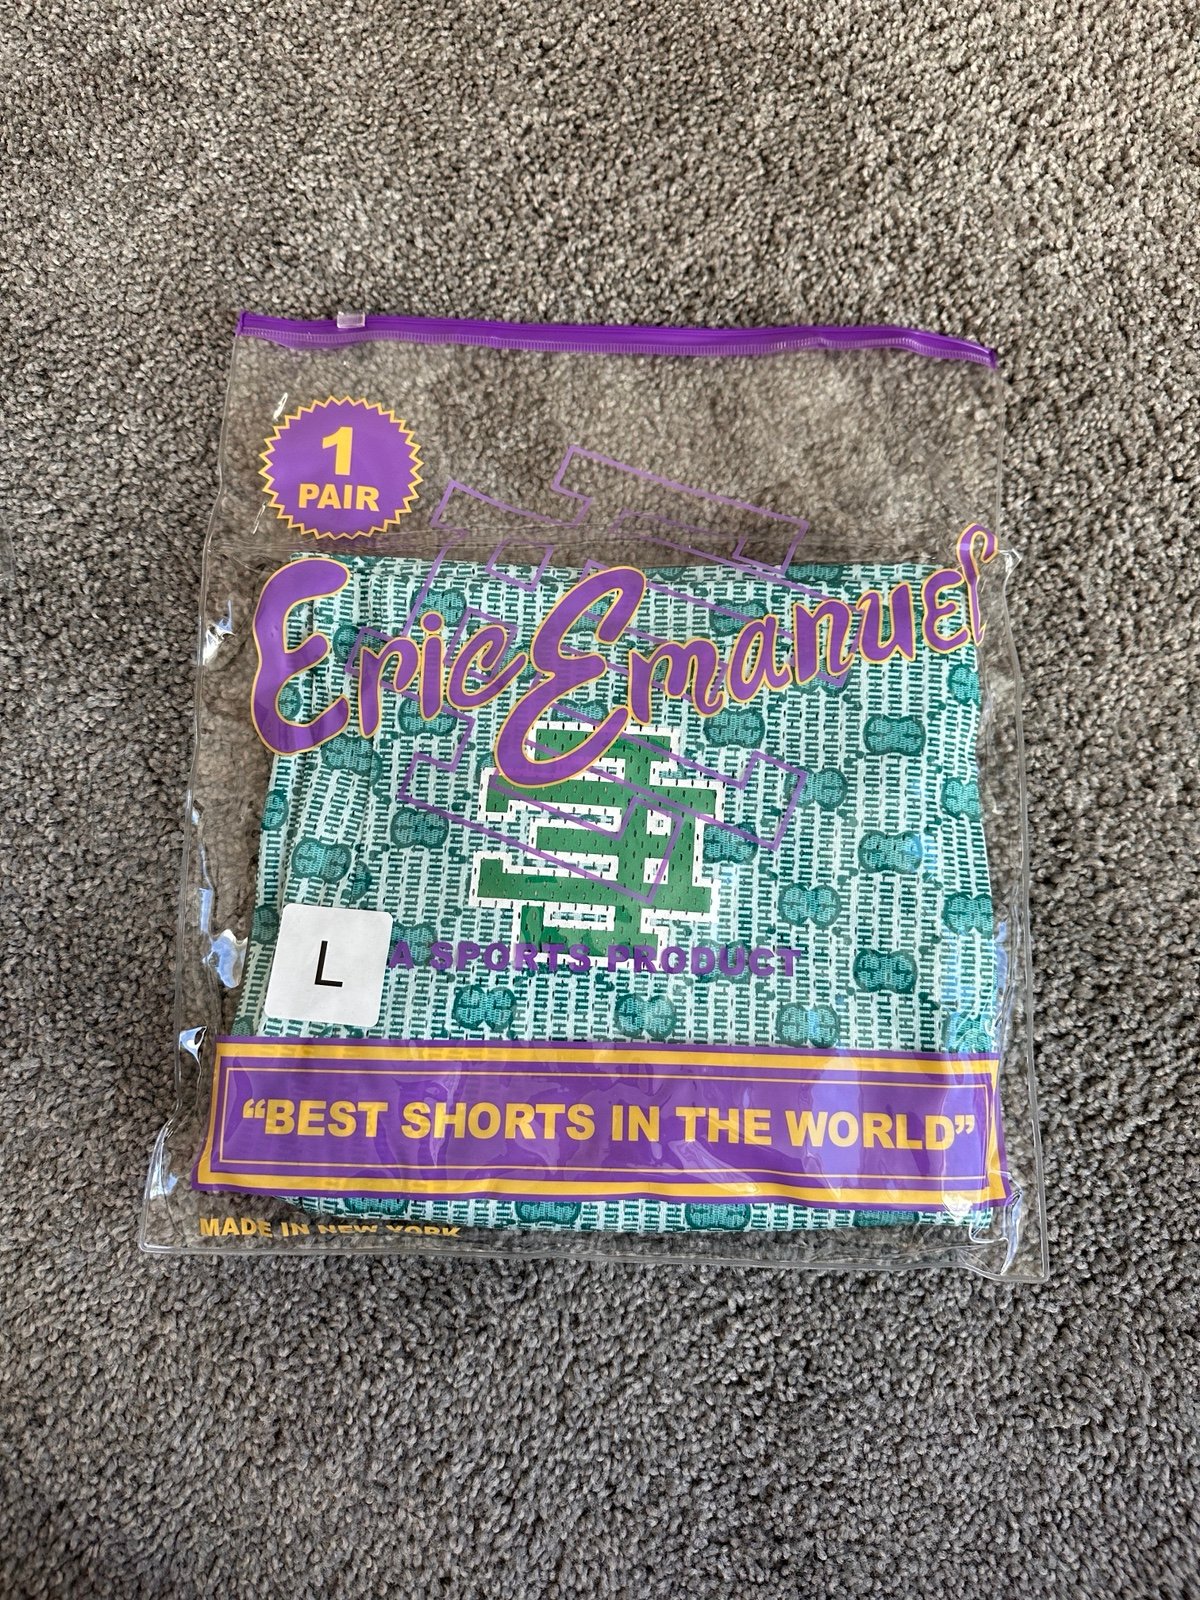 1
PAIR
Eric Emanuel
L
A SPORTS PRODUCT
“BEST SHORTS IN THE WORLD”
MADE IN NEW YORK